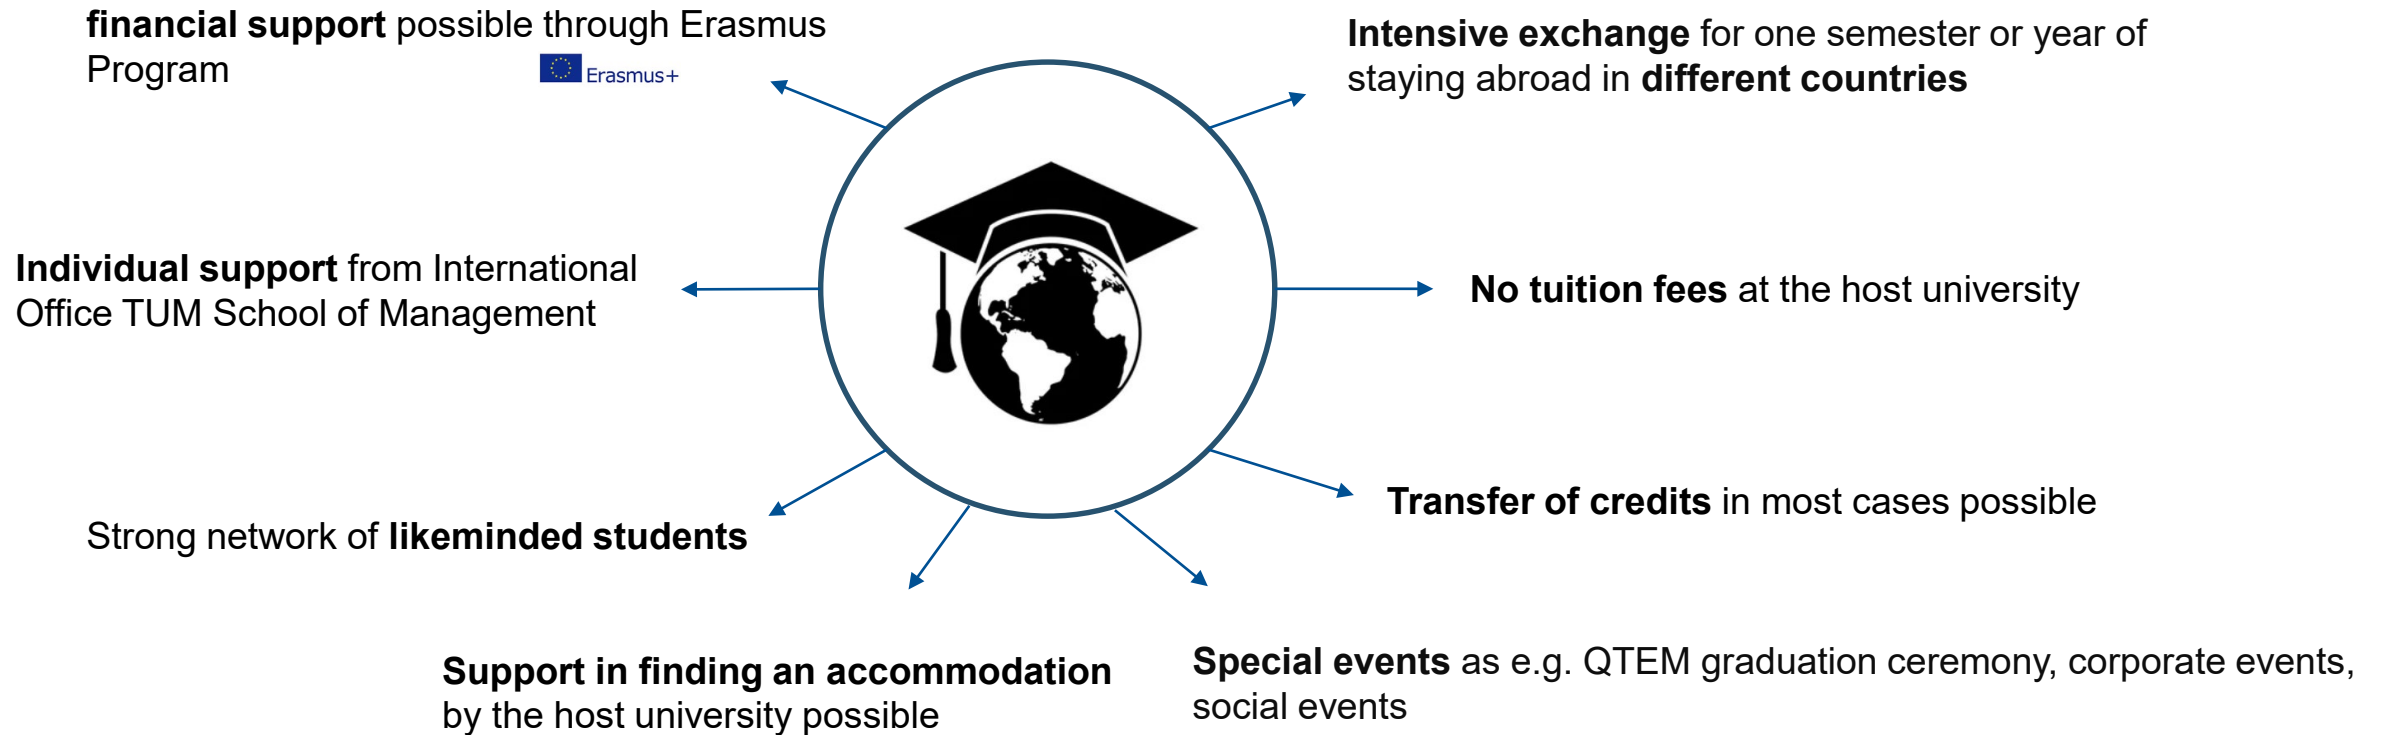 financial support possible through Erasmus
Program
Erasmus+
Intensive exchange for one semester or year of
staying abroad in different countries
Individual support from International
Office TUM School of Management
No tuition fees at the host university
Transfer of credits in most cases possible
Strong network of likeminded students
Support in finding an accommodation
by the host university possible
Special events as e.g. QTEM graduation ceremony, corporate events,
social events